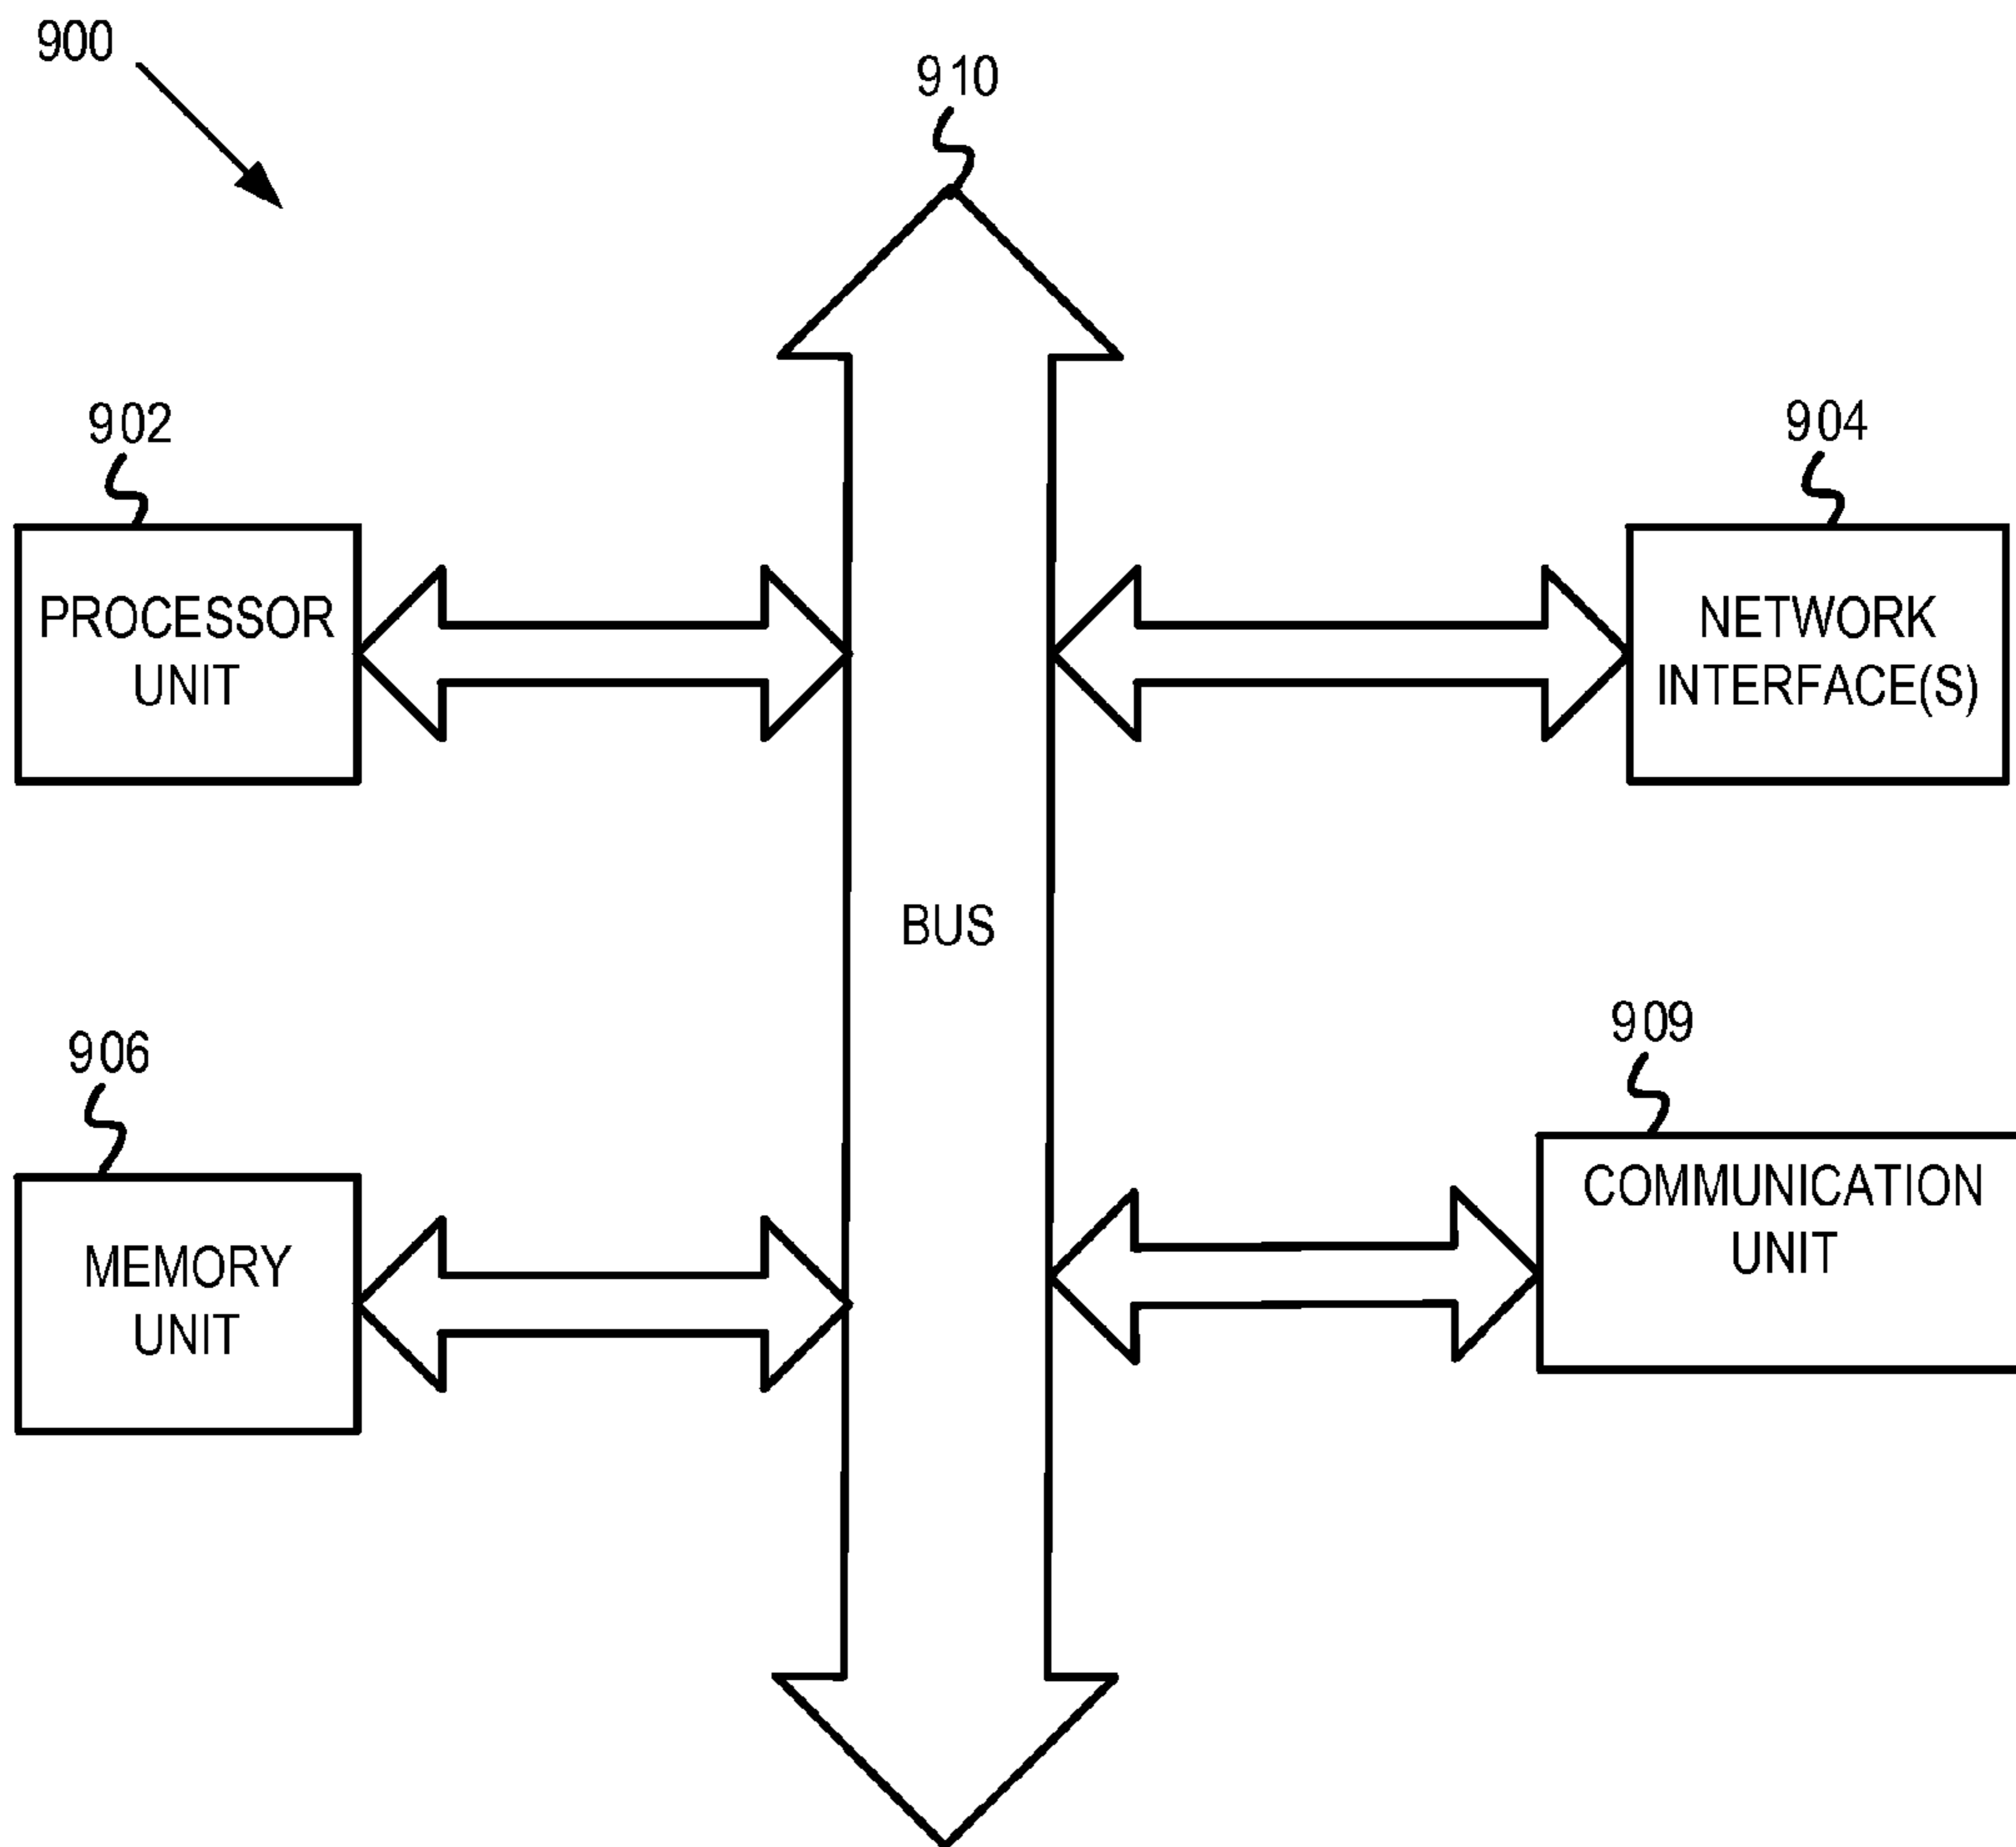 900
910
902
904
PROCESSOR
UNIT
NETWORK
INTERFACE(S)
BUS
906
909
MEMORY
UNIT
COMMUNICATION
UNIT